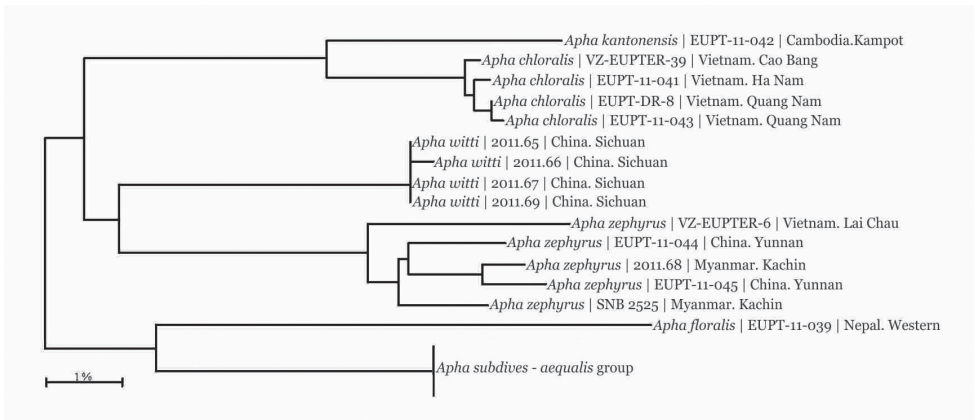 Apha kantonensis | EUPT-11-042 | Cambodia.Kampot
Apha chloralis | VZ-EUPTER-39 | Vietnam. Cao Bang
Apha chloralis | EUPT-11-041 | Vietnam. Ha Nam
Apha chloralis | EUPT-DR-8 | Vietnam. Quang Nam
Apha chloralis | EUPT-11-043 | Vietnam. Quang Nam
Apha witti | 2011.65 | China. Sichuan
Apha witti | 2011.66 | China. Sichuan
Apha witti | 2011.67 | China. Sichuan
Apha witti | 2011.69 | China. Sichuan
Apha zephyrus | VZ-EUPTER-6 | Vietnam. Lai Chau
Apha zephyrus | EUPT-11-044 | China. Yunnan
Apha zephyrus | 2011.68 | Myanmar. Kachin
Apha zephyrus | EUPT-11-045 | China. Yunnan
Apha zephyrus | SNB 2525 | Myanmar. Kachin
Apha floralis | EUPT-11-039 | Nepal. Western
Apha subdives - aequalis group
1%